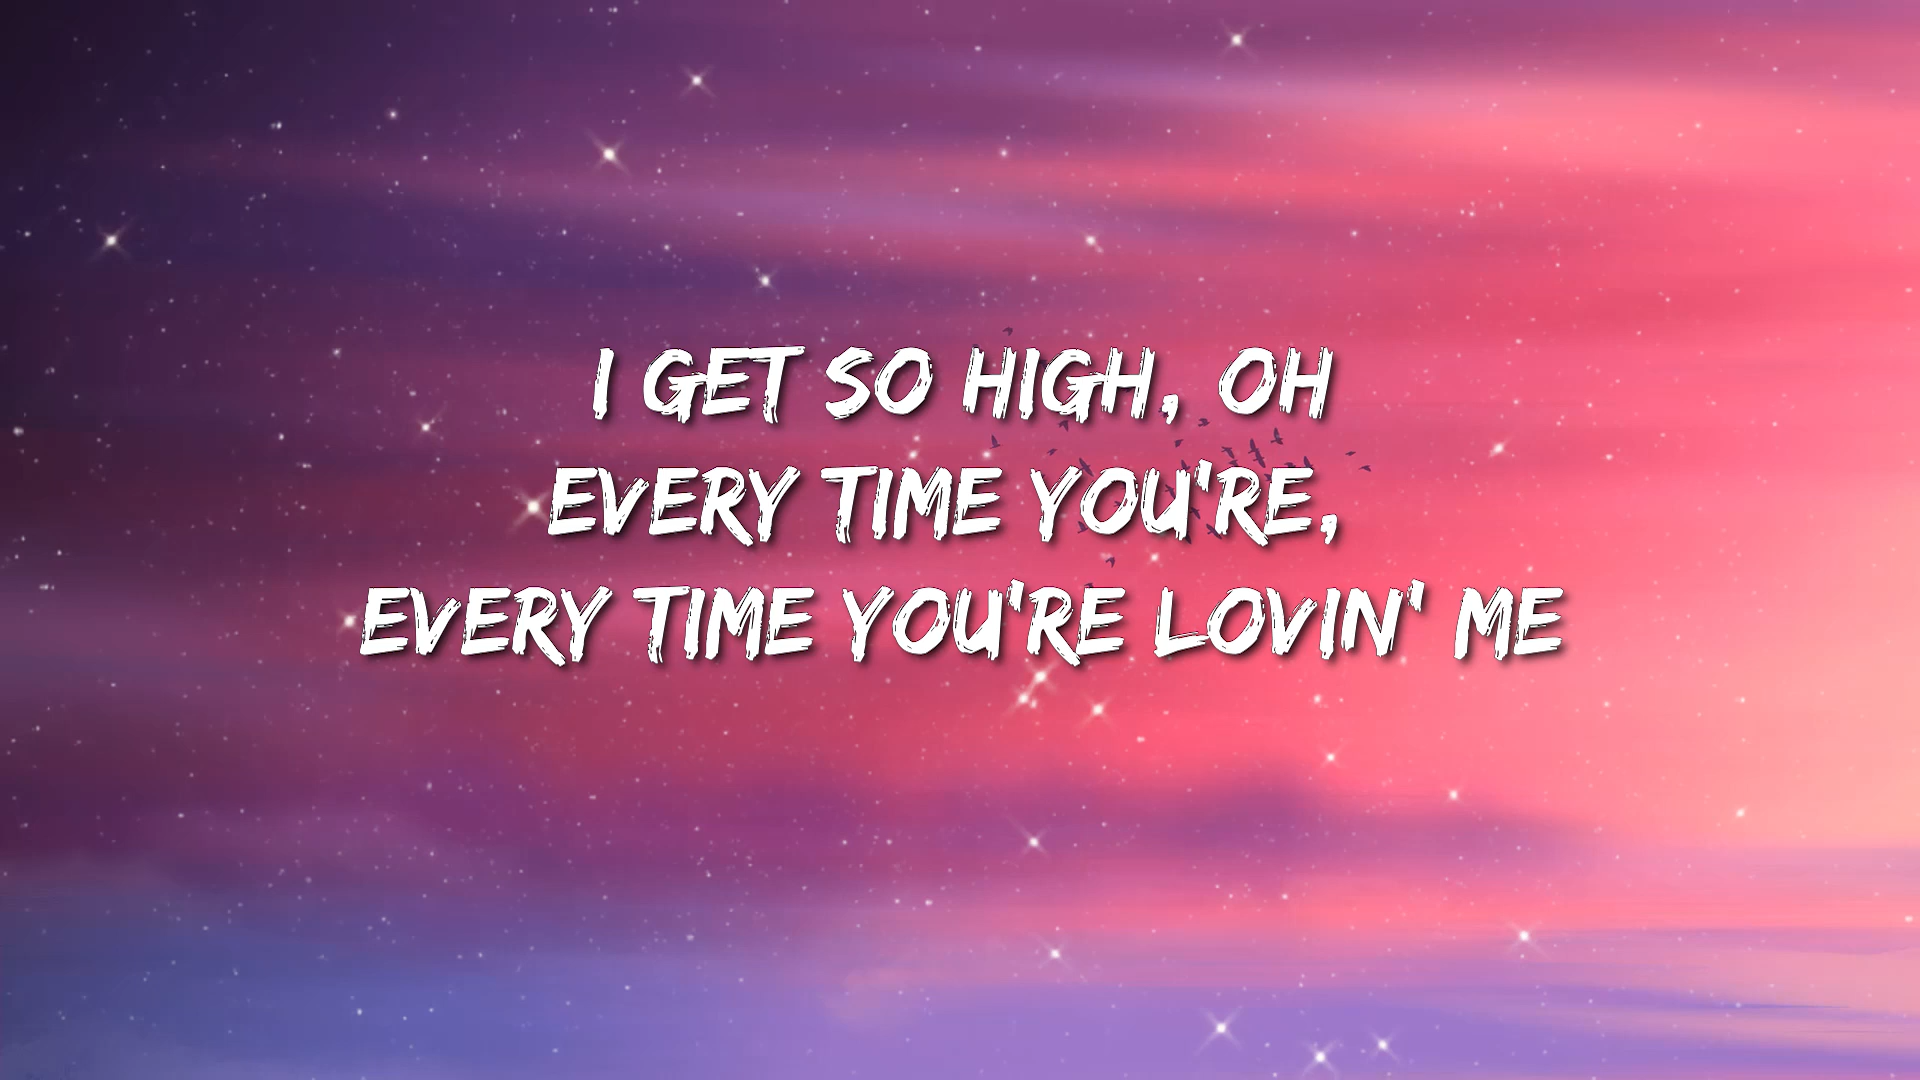 I GET SO HIGH, OH
EVERY TIME YOU'RE,
EVERY TIME YOU'RE LOVIN' ME